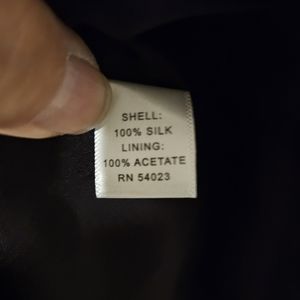 SHELL:
100% SILK
LINING:
100% ACETATE
RN 54023